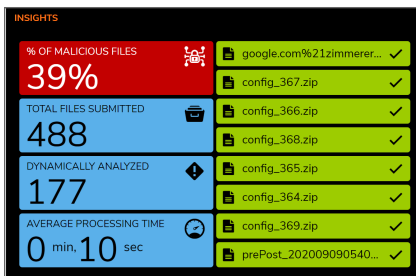 INSIGHTS
% OF MALICIOUS FILES
39%
TOTAL FILES SUBMITTED
488
DYNAMICALLY ANALYZED
177
AVERAGE PROCESSING TIME
0 min, 10 sec
google.com%21zimmerer...
config_367.zip
config_366.zip
config_368.zip
config_365.zip
config_364.zip
config_369.zip
prePost_202009090540...